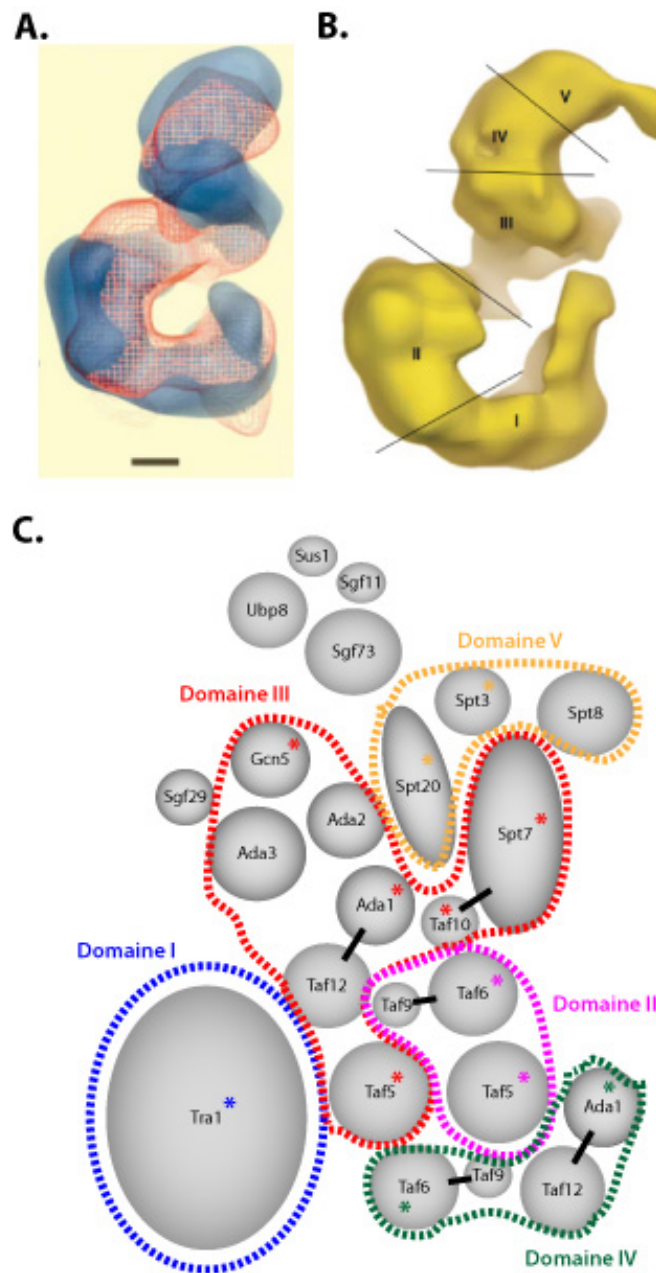 A.
B.
V
IV
III
II
I
C.
Sus1
Sgf11
Ubp8
Sgf73
Domaine V
Domaine III
Spt3 *
Spt8
Gcn5 *
Spt20 *
Sgf29
Ada2
Spt7 *
Ada3
Ada1 *
Taf10 *
Domaine I
Taf12
Taf9
Taf6 *
Domaine II
Taf5 *
Taf5 *
Ada1 *
Tra1 *
Taf9
Taf6 *
Taf12
Domaine IV